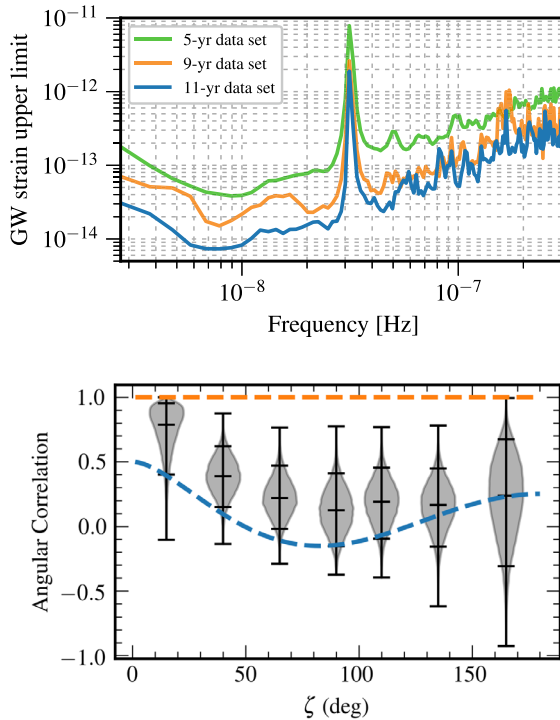 GW strain upper limit
10⁻¹¹
10⁻¹²
10⁻¹³
10⁻¹⁴
5-yr data set
9-yr data set
11-yr data set
10⁻⁸ 10⁻⁷
Frequency [Hz]
Angular Correlation
1.0
0.5
0.0
−0.5
−1.0
0 50 100 150
ζ (deg)